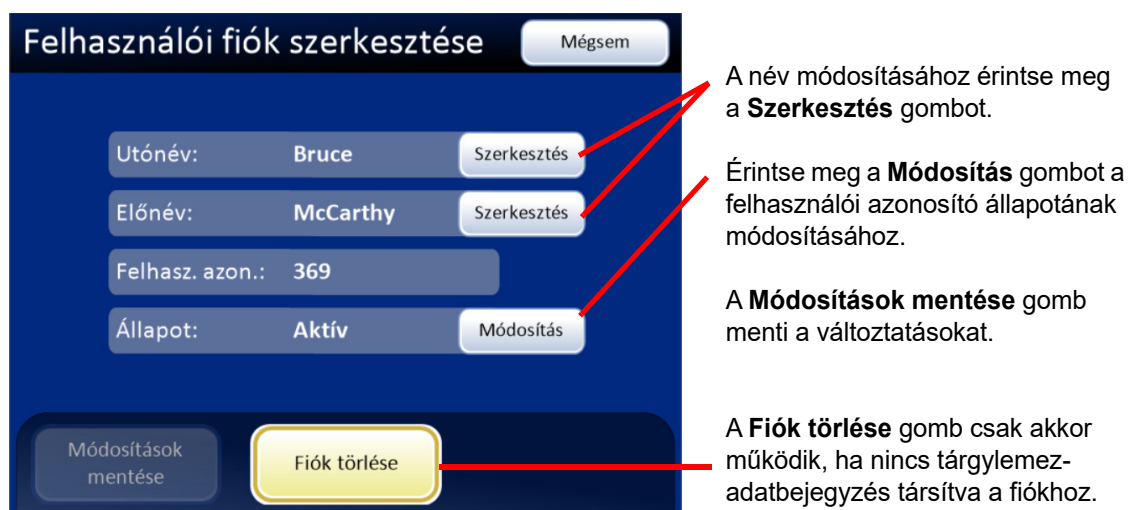 Felhasználói fiók szerkesztése
Mégsem
Utónév: Bruce Szerkesztés
Előnév: McCarthy Szerkesztés
Felhasz. azon.: 369
Állapot: Aktív Módosítás
Módosítások
mentése
Fiók törlése
A név módosításához érintse meg
a Szerkesztés gombot.
Érintse meg a Módosítás gombot a
felhasználói azonosító állapotának
módosításához.
A Módosítások mentése gomb
menti a változtatásokat.
A Fiók törlése gomb csak akkor
működik, ha nincs tárgylemez-
adatbejegyzés társítva a fiókhoz.